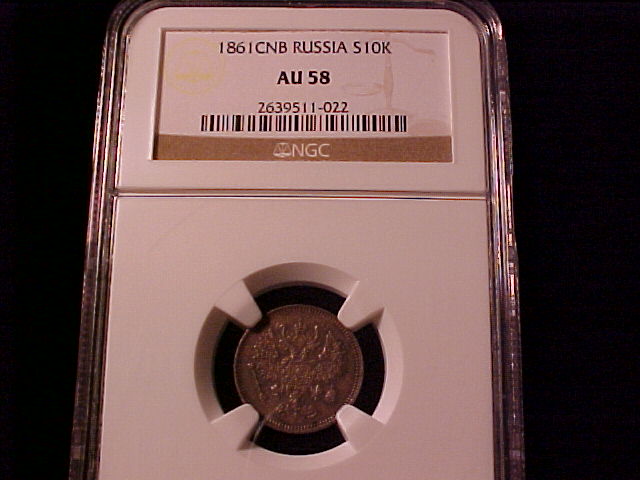 1861CNB RUSSIA S10K
AU 58
2639511-022
NGC